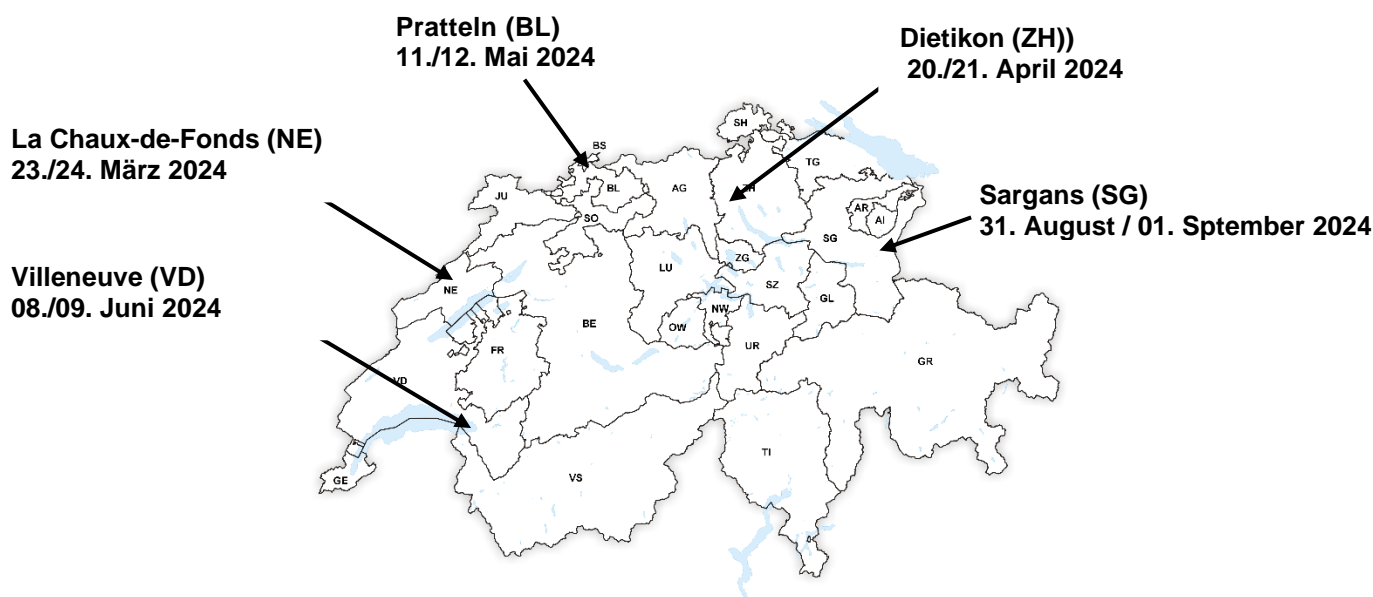 Pratteln (BL)
11./12. Mai 2024
Dietikon (ZH))
20./21. April 2024
La Chaux-de-Fonds (NE)
23./24. März 2024
Sargans (SG)
31. August / 01. Sptember 2024
Villeneuve (VD)
08./09. Juni 2024
SH
BS
TG
JU
BL
AG
ZH
SO
AR
AI
SG
LU
ZG
NE
SZ
GL
NW
OW
BE
FR
UR
GR
VD
TI
GE
VS